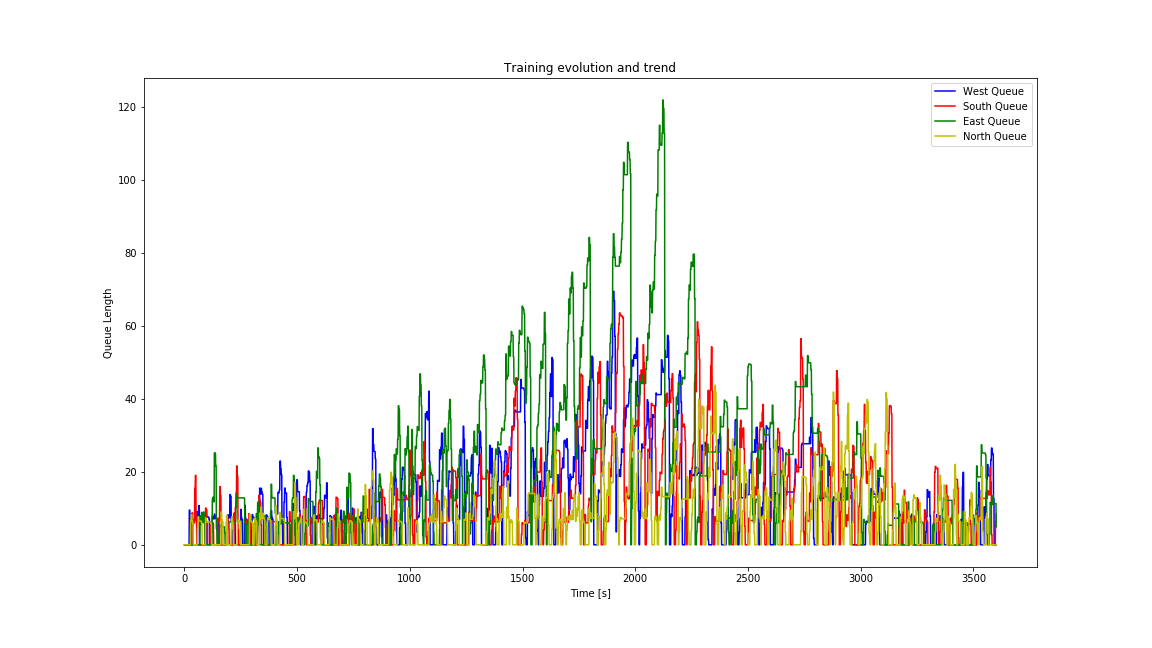 Training evolution and trend
West Queue
South Queue
East Queue
North Queue
120
100
80
60
40
20
0
Queue Length
0 500 1000 1500 2000 2500 3000 3500
Time [s]